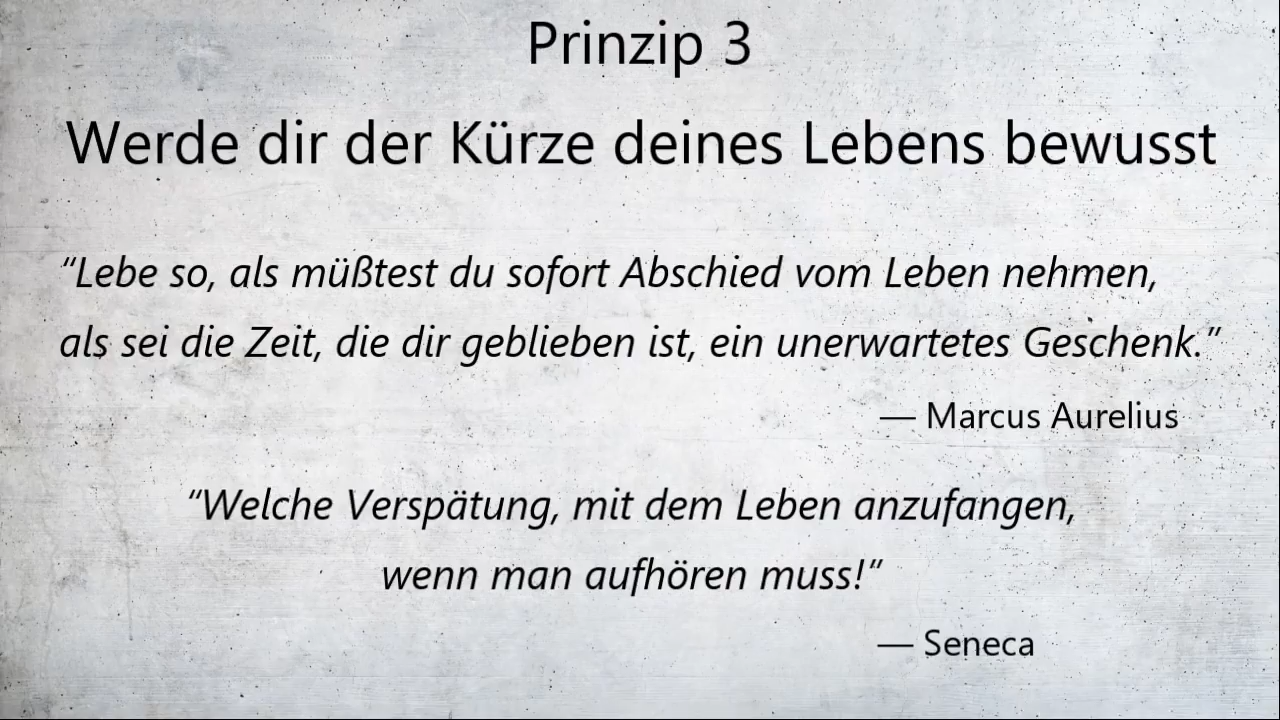 Prinzip 3
Werde dir der Kürze deines Lebens bewusst
“Lebe so, als müßtest du sofort Abschied vom Leben nehmen,
als sei die Zeit, die dir geblieben ist, ein unerwartetes Geschenk.”
— Marcus Aurelius
“Welche Verspätung, mit dem Leben anzufangen,
wenn man aufhören muss!”
— Seneca